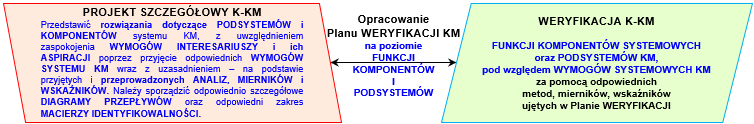 PROJEKT SZCZEGÓŁOWY K-KM
Przedstawić rozwiązania dotyczące PODSYSTEMÓW i
KOMPONENTÓW systemu KM, z uwzględnieniem
zaspokojenia WYMOGÓW INTERESARIUSZY i ich
ASPIRACJI poprzez przyjęcie odpowiednich WYMOGÓW
SYSTEMU KM wraz z uzasadnieniem – na podstawie
przyjętych i przeprowadzonych ANALIZ, MIERNIKÓW i
WSKAŹNIKÓW. Należy sporządzić odpowiednio szczegółowe
DIAGRAMY PRZEPŁYWÓW oraz odpowiedni zakres
MACIERZY IDENTYFIKOWALNOŚCI.
Opracowanie
Planu WERYFIKACJI KM
na poziomie
FUNKCJI
KOMPONENTÓW
I
PODSYSTEMÓW
WERYFIKACJA K-KM
FUNKCJI KOMPONENTÓW SYSTEMOWYCH
oraz PODSYSTEMÓW KM,
pod względem WYMOGÓW SYSTEMOWYCH KM
za pomocą odpowiednich
metod, mierników, wskaźników
ujętych w Planie WERYFIKACJI